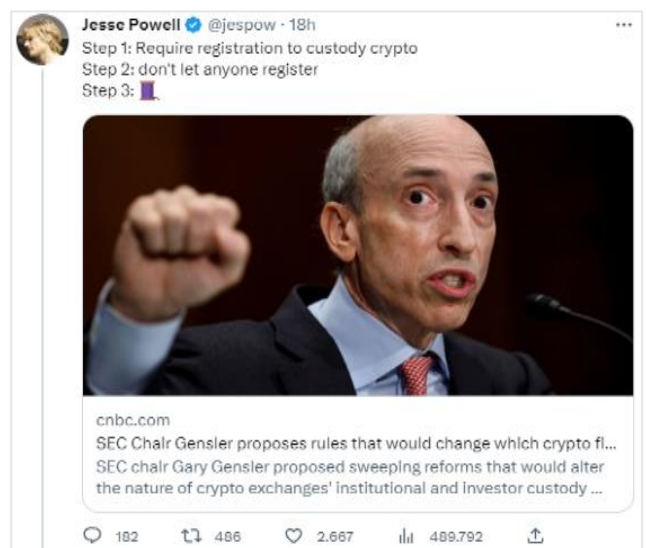 Jesse Powell @jespow · 18h
Step 1: Require registration to custody crypto
Step 2: don't let anyone register
Step 3: 🧵
cnbc.com
SEC Chair Gensler proposes rules that would change which crypto fi...
SEC chair Gary Gensler proposed sweeping reforms that would alter
the nature of crypto exchanges' institutional and investor custody ...
182 486 2.667 489.792